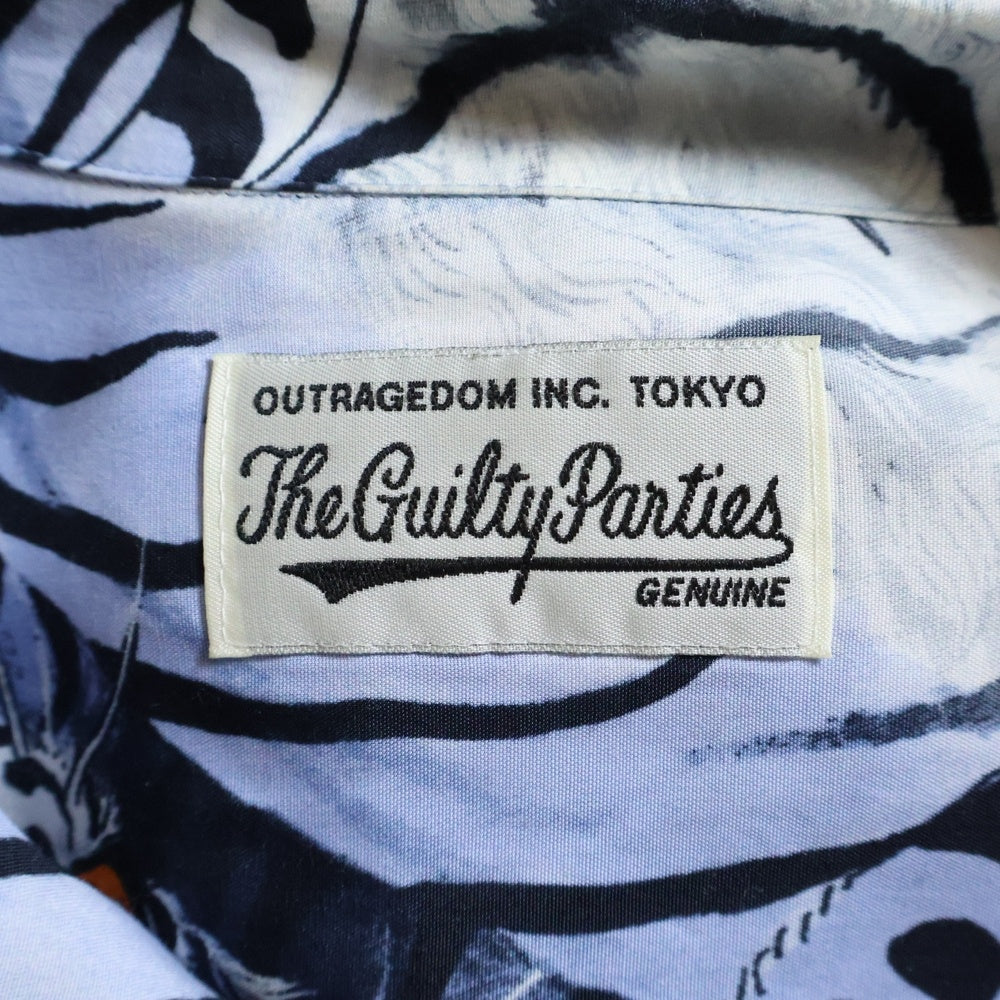 OUTRAGEDOM INC. TOKYO
The Guilty Parties
GENUINE